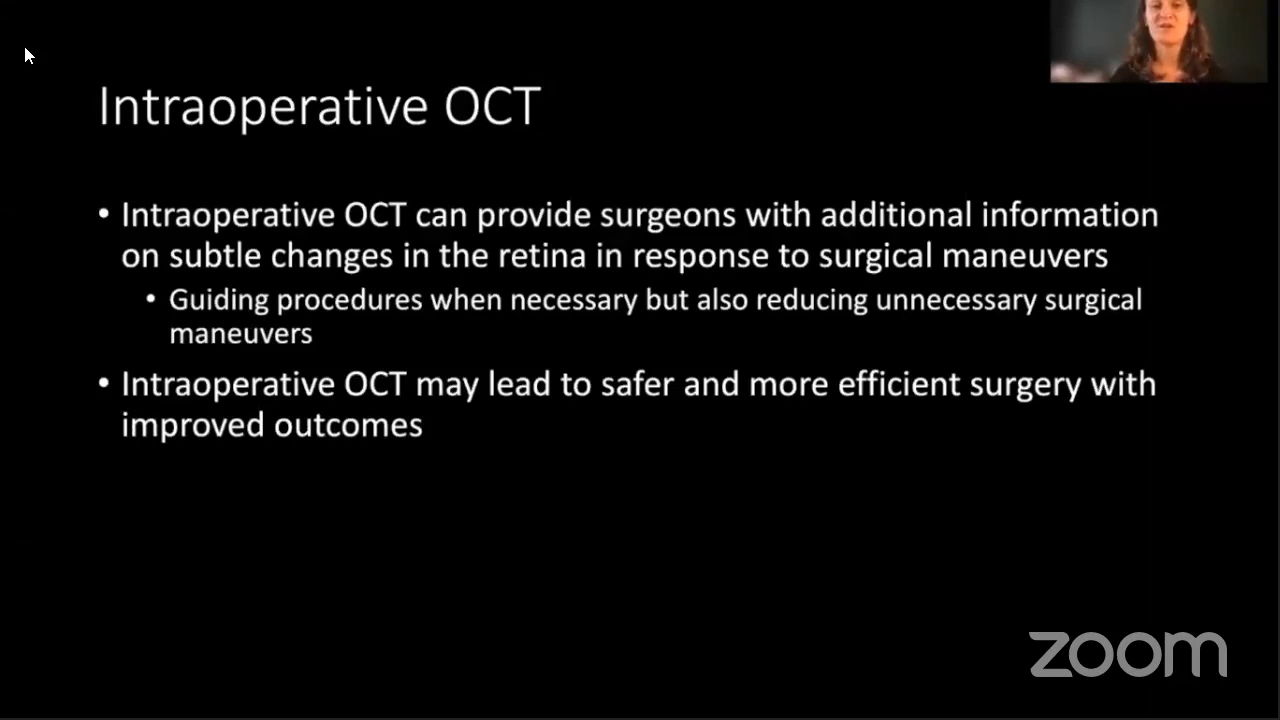 Intraoperative OCT
• Intraoperative OCT can provide surgeons with additional information
on subtle changes in the retina in response to surgical maneuvers
• Guiding procedures when necessary but also reducing unnecessary surgical
maneuvers
• Intraoperative OCT may lead to safer and more efficient surgery with
improved outcomes
zoom